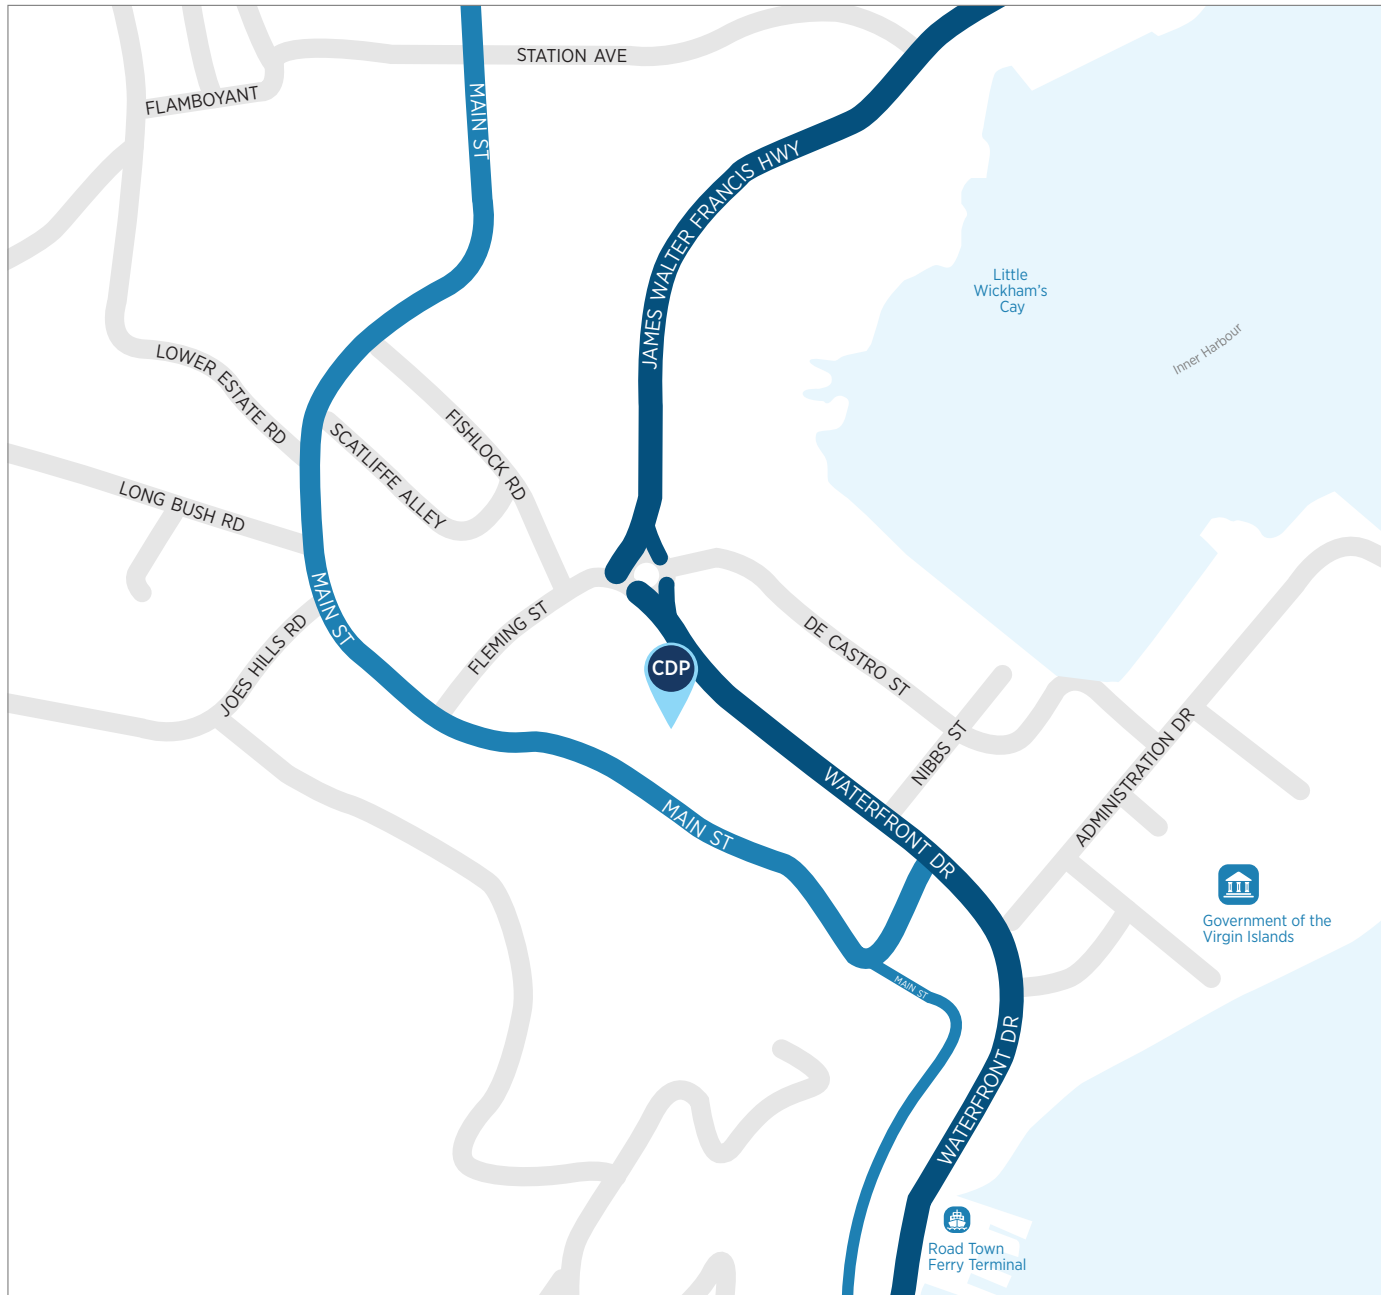 STATION AVE
FLAMBOYANT
MAIN ST
JAMES WALTER FRANCIS HWY
Little
Wickham's
Cay
Inner Harbour
LOWER ESTATE RD
SCATLIFFE ALLEY
FISHLOCK RD
LONG BUSH RD
MAIN ST
JOES HILLS RD
FLEMING ST
DE CASTRO ST
CDP
NIBBS ST
ADMINISTRATION DR
WATERFRONT DR
MAIN ST
Government of the
Virgin Islands
MAIN ST
WATERFRONT DR
Road Town
Ferry Terminal